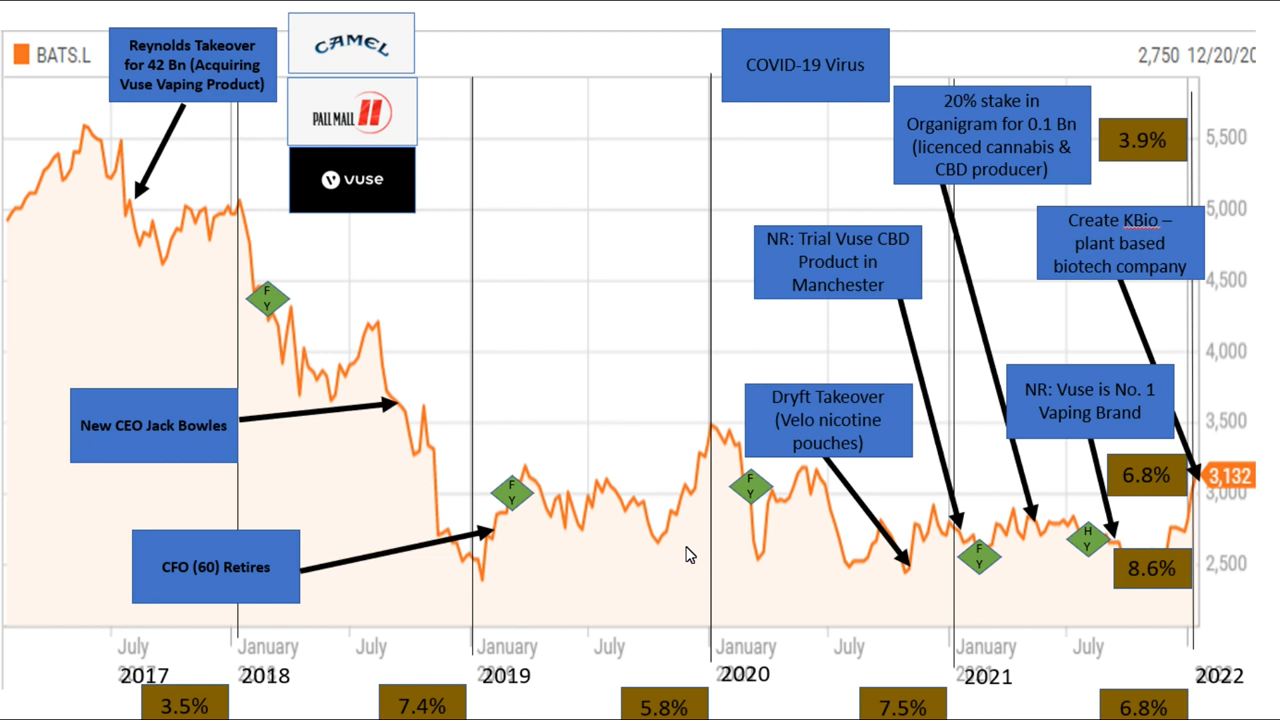 BATS.L
Reynolds Takeover
for 42 Bn (Acquiring
Vuse Vaping Product)
CAMEL
PALL MALL
VUSE
COVID-19 Virus
2,750 12/20/20
20% stake in
Organigram for 0.1 Bn
(licenced cannabis &
CBD producer)
3.9%
5,500
5,000
4,500
4,000
3,500
3,000
2,500
3,132
Create KBio –
plant based
biotech company
NR: Trial Vuse CBD
Product in
Manchester
F
Y
NR: Vuse is No. 1
Vaping Brand
Dryft Takeover
(Velo nicotine
pouches)
New CEO Jack Bowles
6.8%
F
Y
F
Y
H
Y
F
Y
CFO (60) Retires
8.6%
July
January
July
January
July
January
July
January
July
2017
2018
2019
2020
2021
2022
3.5%
7.4%
5.8%
7.5%
6.8%